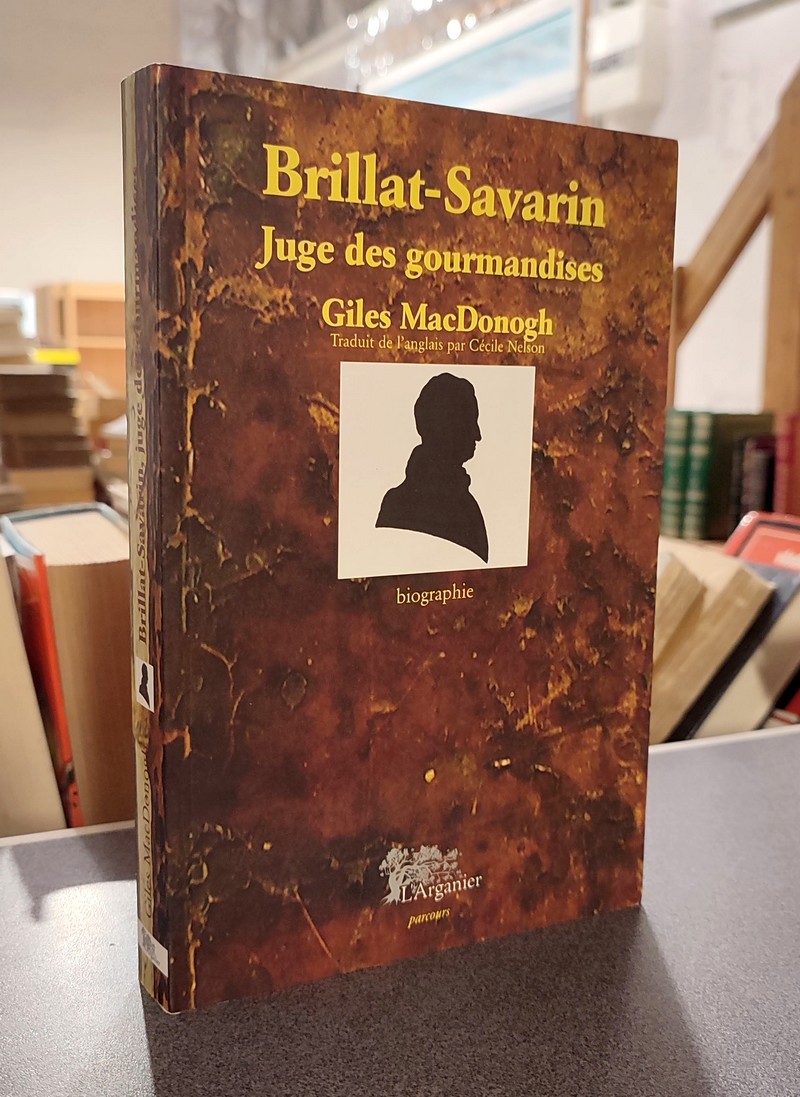 Brillat-Savarin
Juge des gourmandises
Giles MacDonogh
Traduit de l'anglais par Cécile Nelson
biographie
L'Arganier
parcours
Brillat-Savarin, juge des gourmandises
Giles MacDonogh